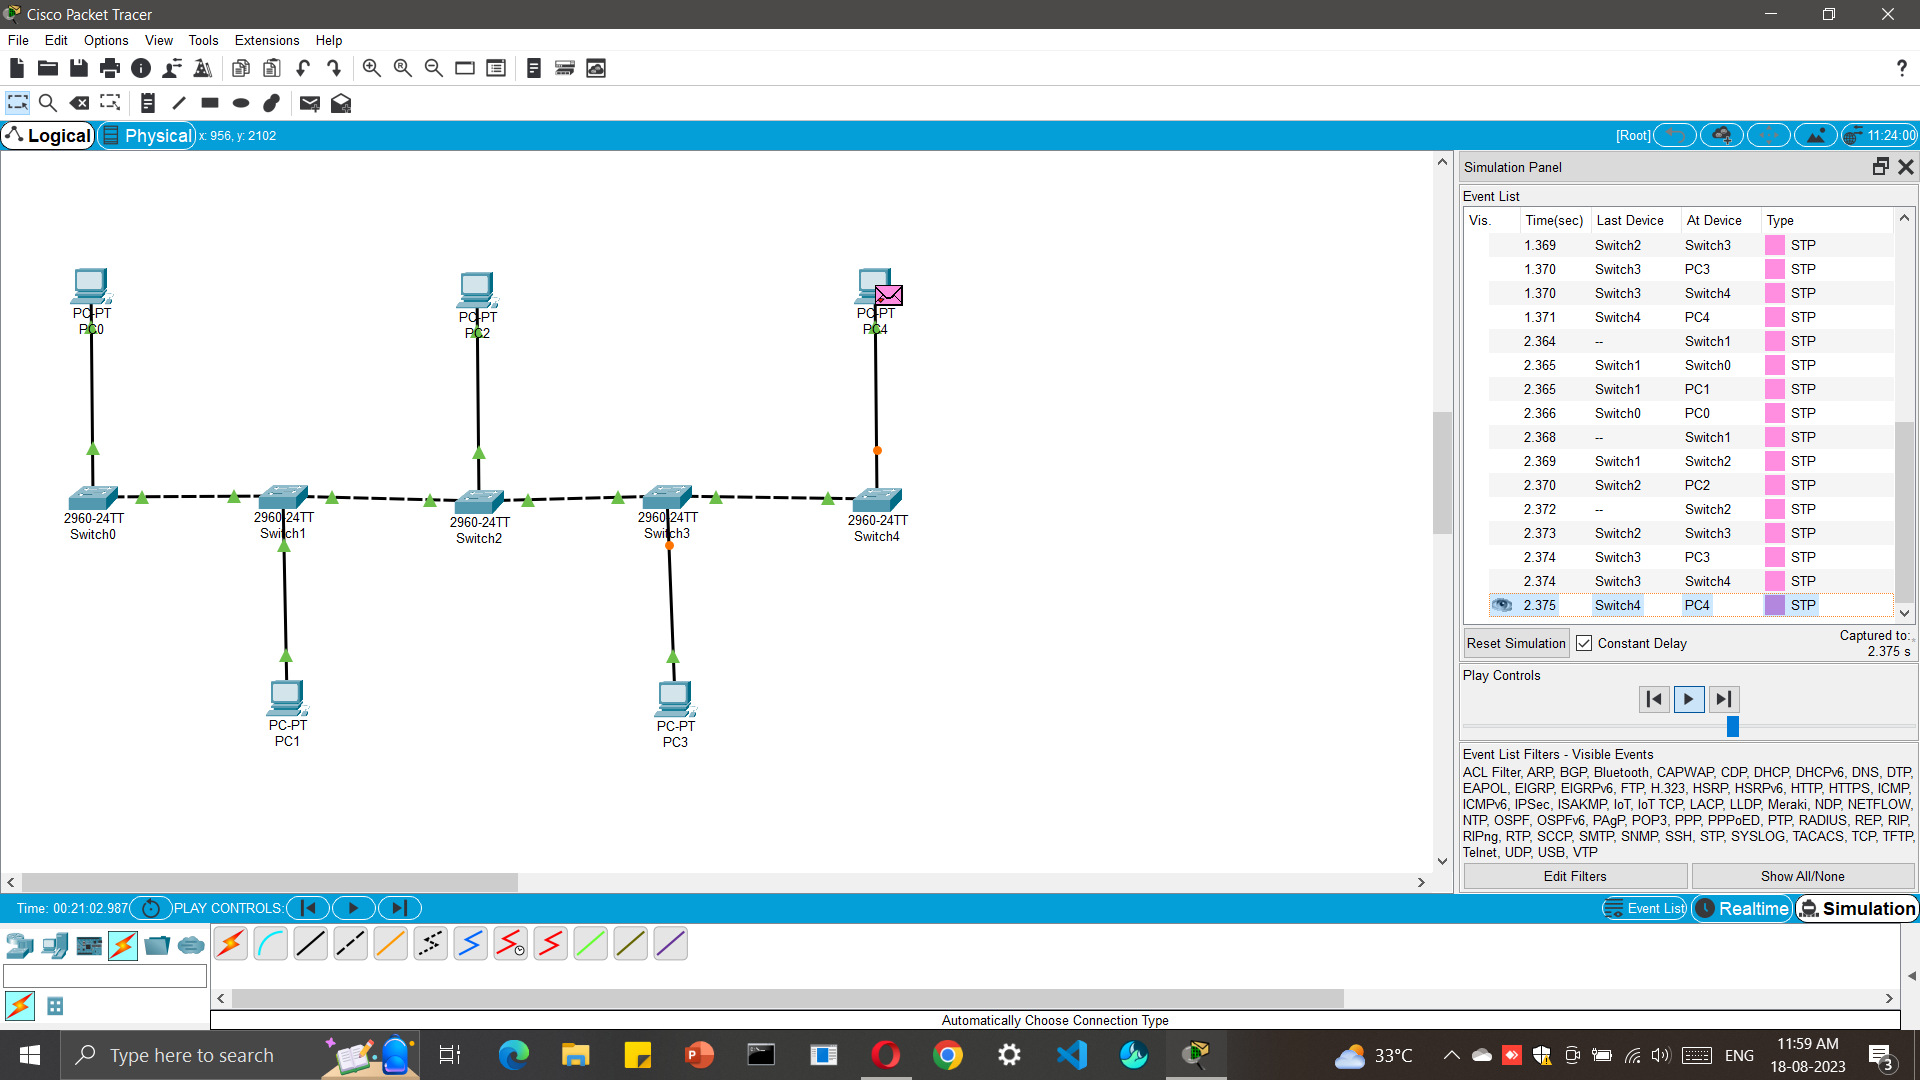 Cisco Packet Tracer
File Edit Options View Tools Extensions Help
Logical Physical x: 956, y: 2102 [Root] 11:24:00
PC-PT
PC0
PC-PT
PC2
PC-PT
PC4
2960-24TT
Switch0
2960-24TT
Switch1
2960-24TT
Switch2
2960-24TT
Switch3
2960-24TT
Switch4
PC-PT
PC1
PC-PT
PC3
Simulation Panel
Event List
Vis. Time(sec) Last Device At Device Type
1.369 Switch2 Switch3 STP
1.370 Switch3 PC3 STP
1.370 Switch3 Switch4 STP
1.371 Switch4 PC4 STP
2.364 -- Switch1 STP
2.365 Switch1 Switch0 STP
2.365 Switch1 PC1 STP
2.366 Switch0 PC0 STP
2.368 -- Switch1 STP
2.369 Switch1 Switch2 STP
2.370 Switch2 PC2 STP
2.372 -- Switch2 STP
2.373 Switch2 Switch3 STP
2.374 Switch3 PC3 STP
2.374 Switch3 Switch4 STP
2.375 Switch4 PC4 STP
Reset Simulation Constant Delay Captured to:
2.375 s
Play Controls
Event List Filters - Visible Events
ACL Filter, ARP, BGP, Bluetooth, CAPWAP, CDP, DHCP, DHCPv6, DNS, DTP,
EAPOL, EIGRP, EIGRPv6, FTP, H.323, HSRP, HSRPv6, HTTP, HTTPS, ICMP,
ICMPv6, IPSec, ISAKMP, IoT, IoT TCP, LACP, LLDP, Meraki, NDP, NETFLOW,
NTP, OSPF, OSPFv6, PAgP, POP3, PPP, PPPoED, PTP, RADIUS, REP, RIP,
RIPng, RTP, SCCP, SMTP, SNMP, SSH, STP, SYSLOG, TACACS, TCP, TFTP,
Telnet, UDP, USB, VTP
Edit Filters Show All/None
Time: 00:21:02.987 PLAY CONTROLS: Event List Realtime Simulation
Automatically Choose Connection Type
Type here to search 33°C ENG 11:59 AM
18-08-2023 3